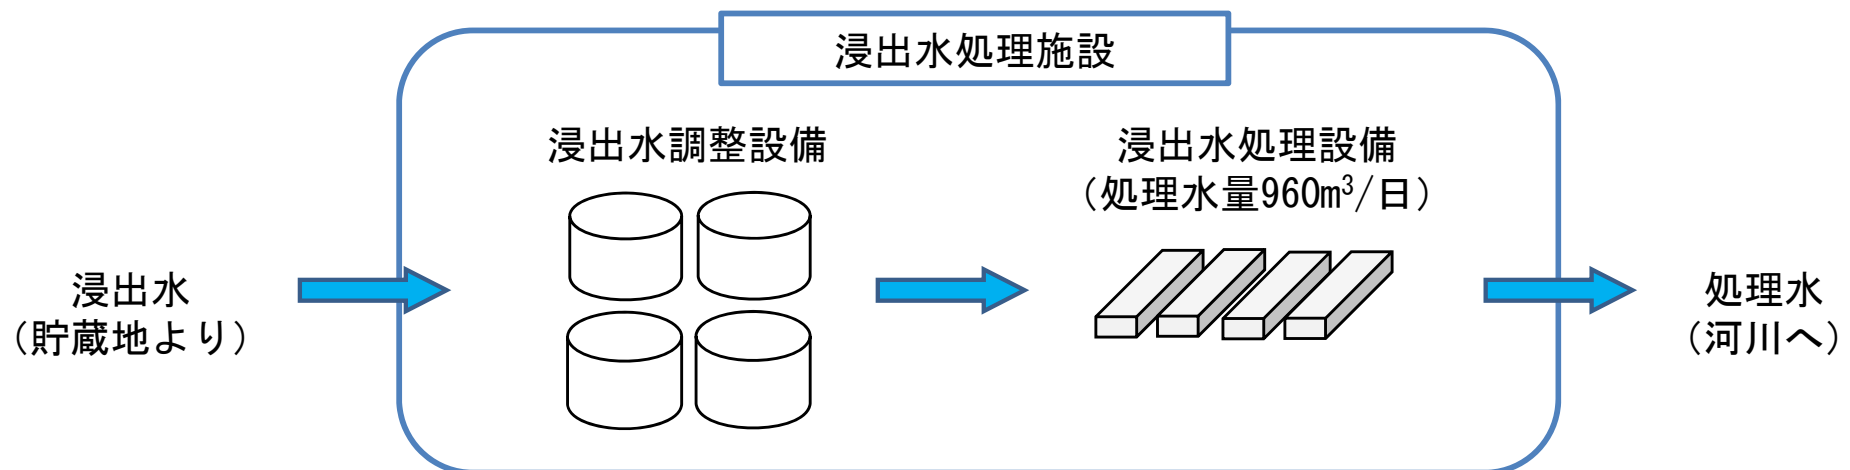 浸出水処理施設
浸出水調整設備
浸出水処理設備
（処理水量960m³/日）
浸出水
（貯蔵地より）
処理水
（河川へ）